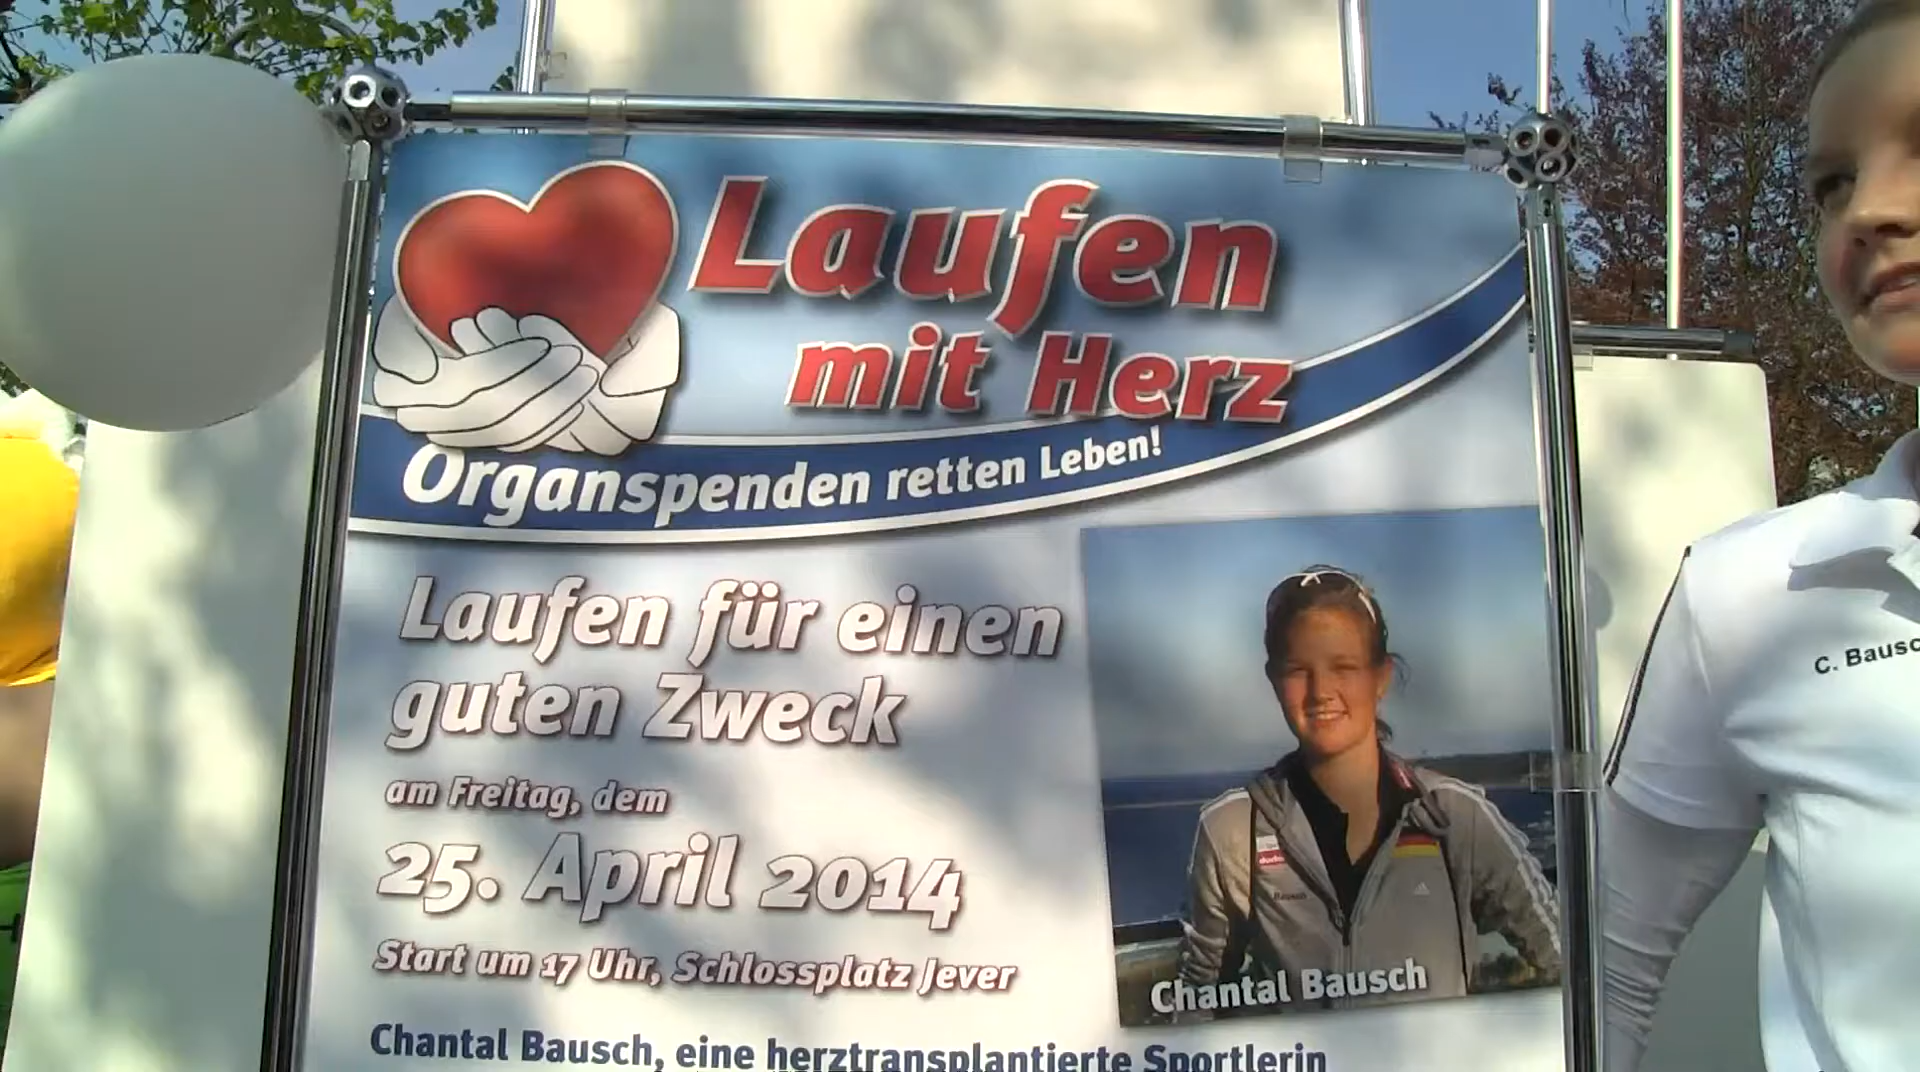 Laufen
mit Herz
Organspenden retten Leben!
Laufen für einen
guten Zweck
am Freitag, dem
25. April 2014
Start um 17 Uhr, Schlossplatz Jever
Chantal Bausch
Chantal Bausch, eine herztransplantierte Sportlerin
C. Bausc